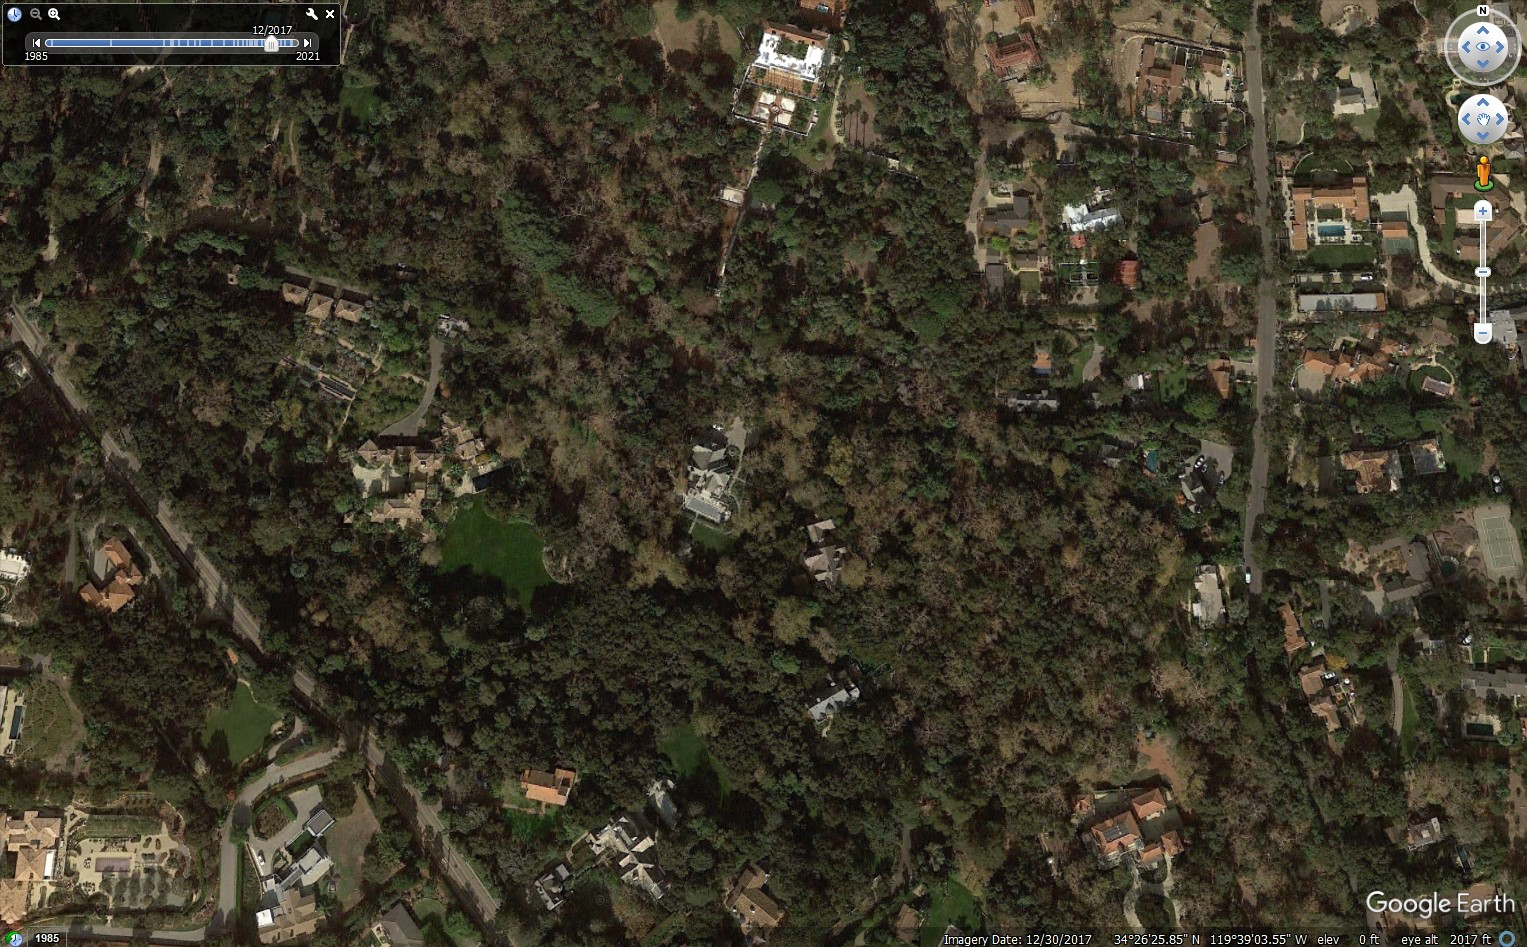 12/2017
1985
2021
N
Google Earth
1985
Imagery Date: 12/30/2017 34°26'25.85" N 119°39'03.55" W elev 0 ft eye alt 2017 ft